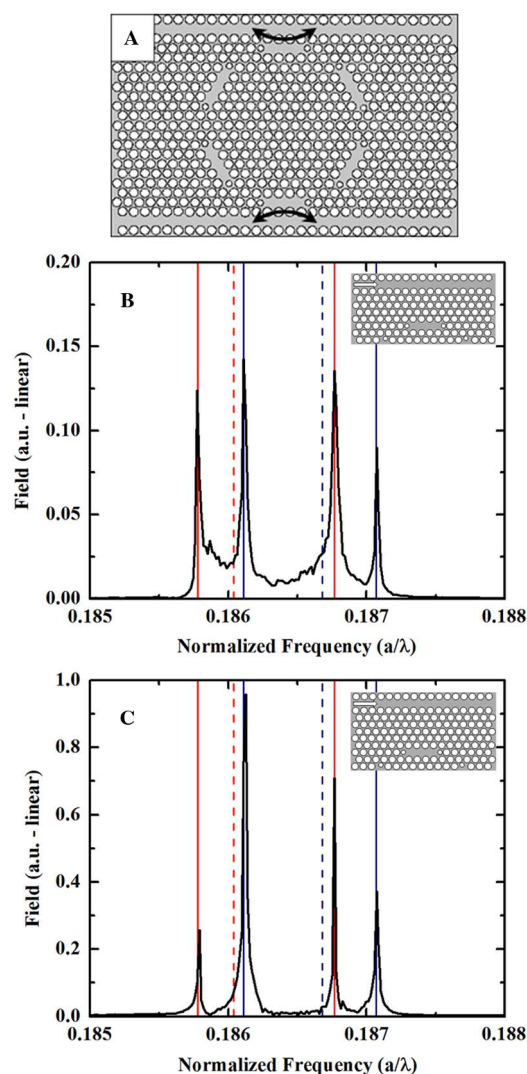 A
0.20
B
0.15
0.10
0.05
0.00
Field (a.u. - linear)
0.185
0.186
0.187
0.188
Normalized Frequency (a/λ)
1.0
C
0.8
0.6
0.4
0.2
0.0
Field (a.u. - linear)
0.185
0.186
0.187
0.188
Normalized Frequency (a/λ)